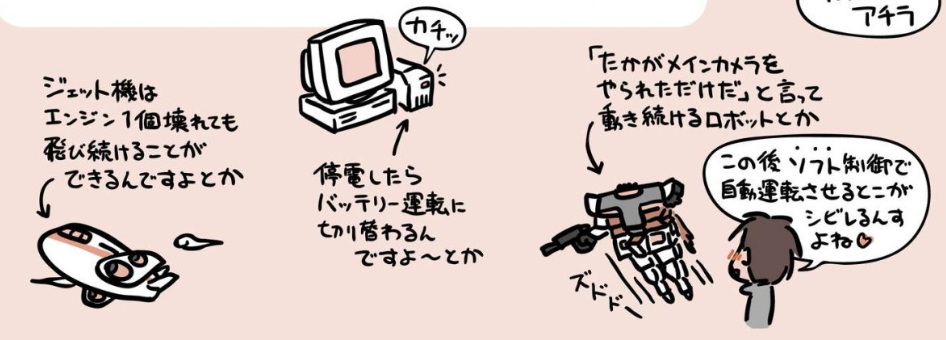 アチラ
カチッ
ジェット機は
エンジン1個壊れても
飛び続けることが
できるんですよとか
停電したら
バッテリー運転に
切り替わるん
ですよ〜とか
「たかがメインカメラを
やられただけだ」と言って
動き続けるロボットとか
この後ソフト制御で
自動運転させるとこが
シビレるんす
よね♡
ズドド